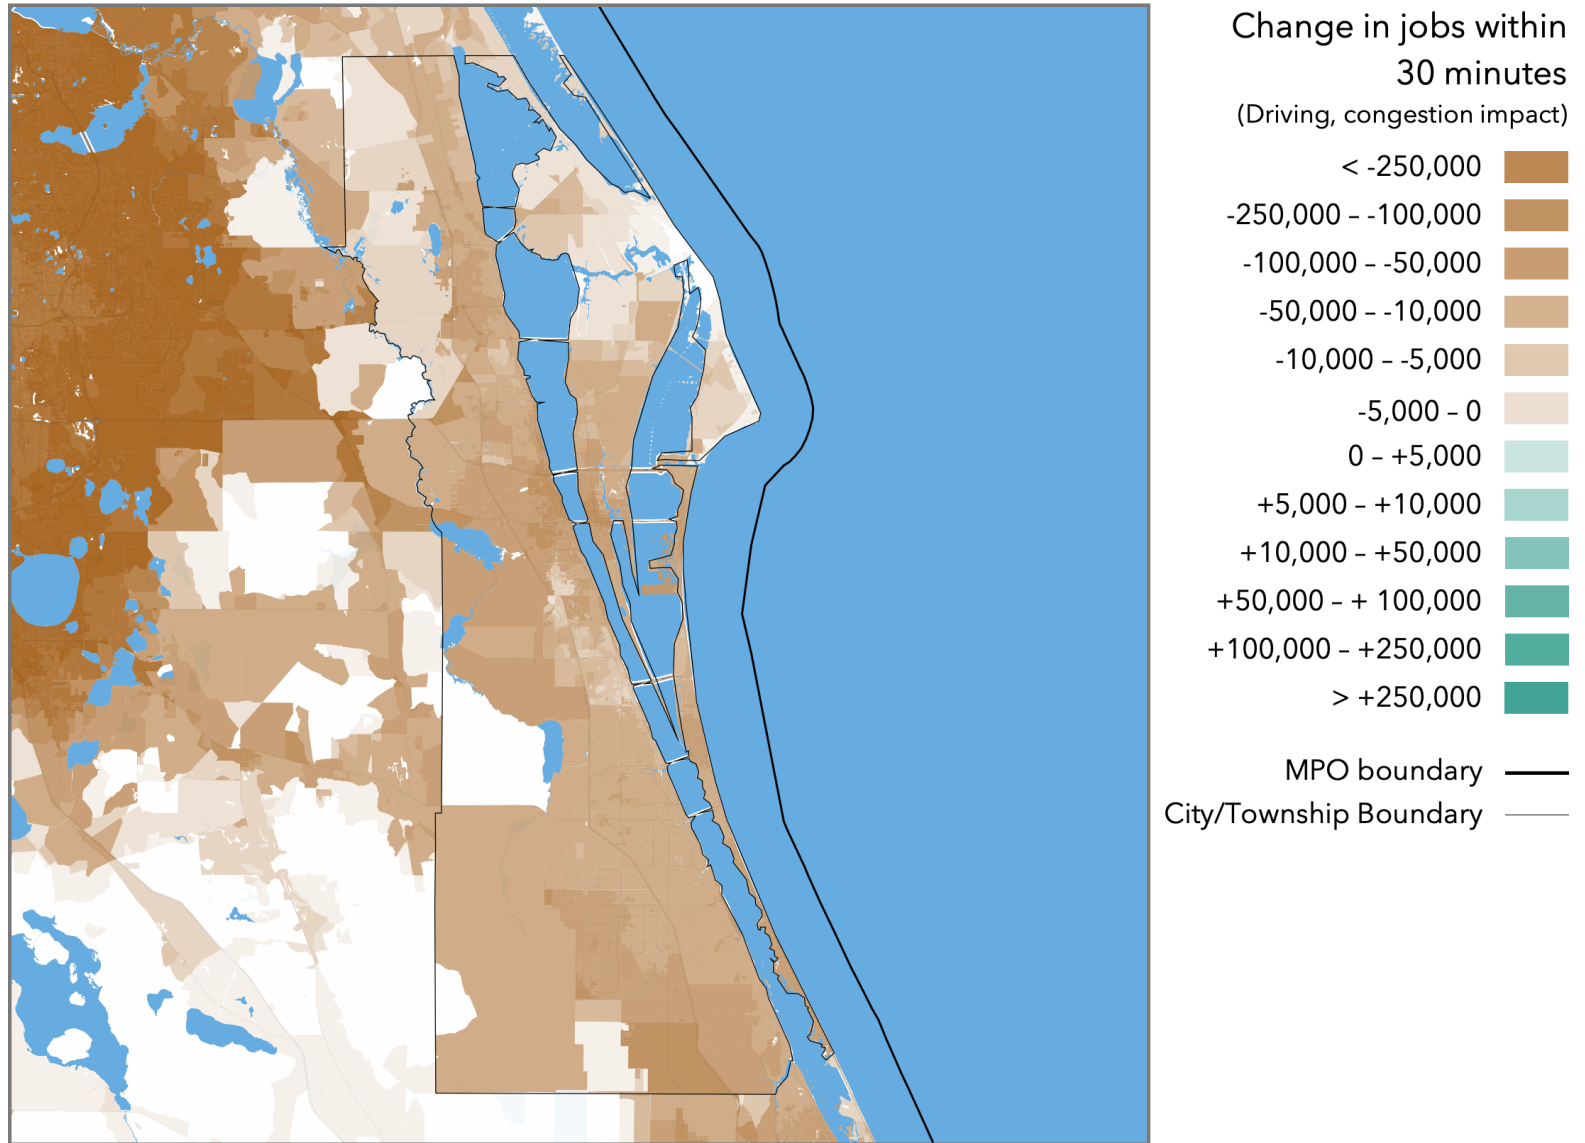 Change in jobs within
30 minutes
(Driving, congestion impact)
< -250,000
-250,000 – -100,000
-100,000 – -50,000
-50,000 – -10,000
-10,000 – -5,000
-5,000 – 0
0 – +5,000
+5,000 – +10,000
+10,000 – +50,000
+50,000 – + 100,000
+100,000 – +250,000
> +250,000
MPO boundary
City/Township Boundary